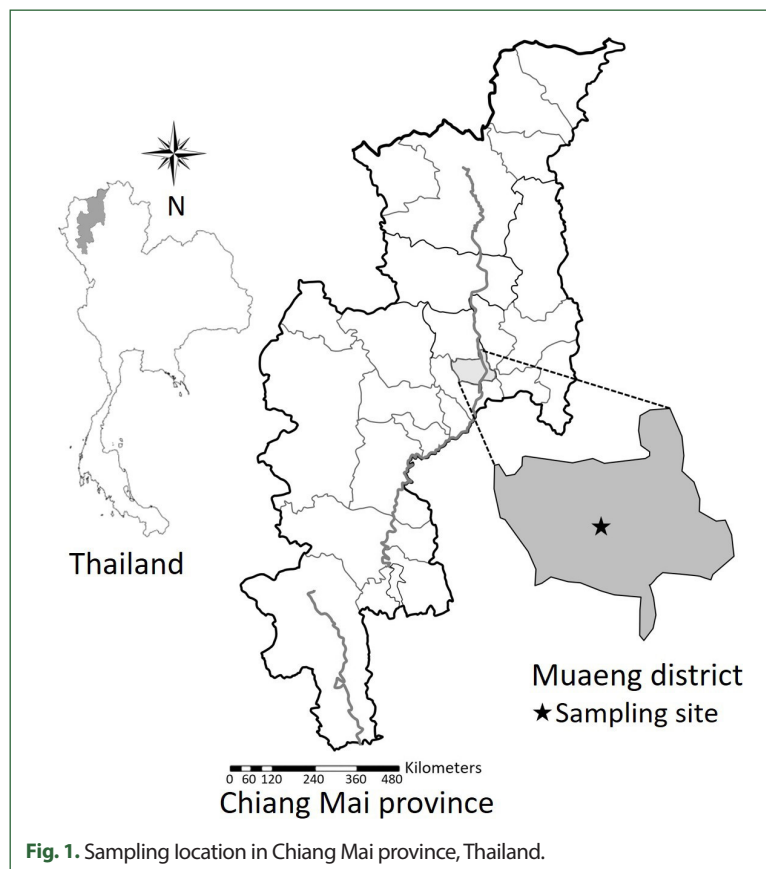 N
Thailand
Muaeng district
★Sampling site
Kilometers
0 60 120 240 360 480
Chiang Mai province
Fig. 1. Sampling location in Chiang Mai province, Thailand.